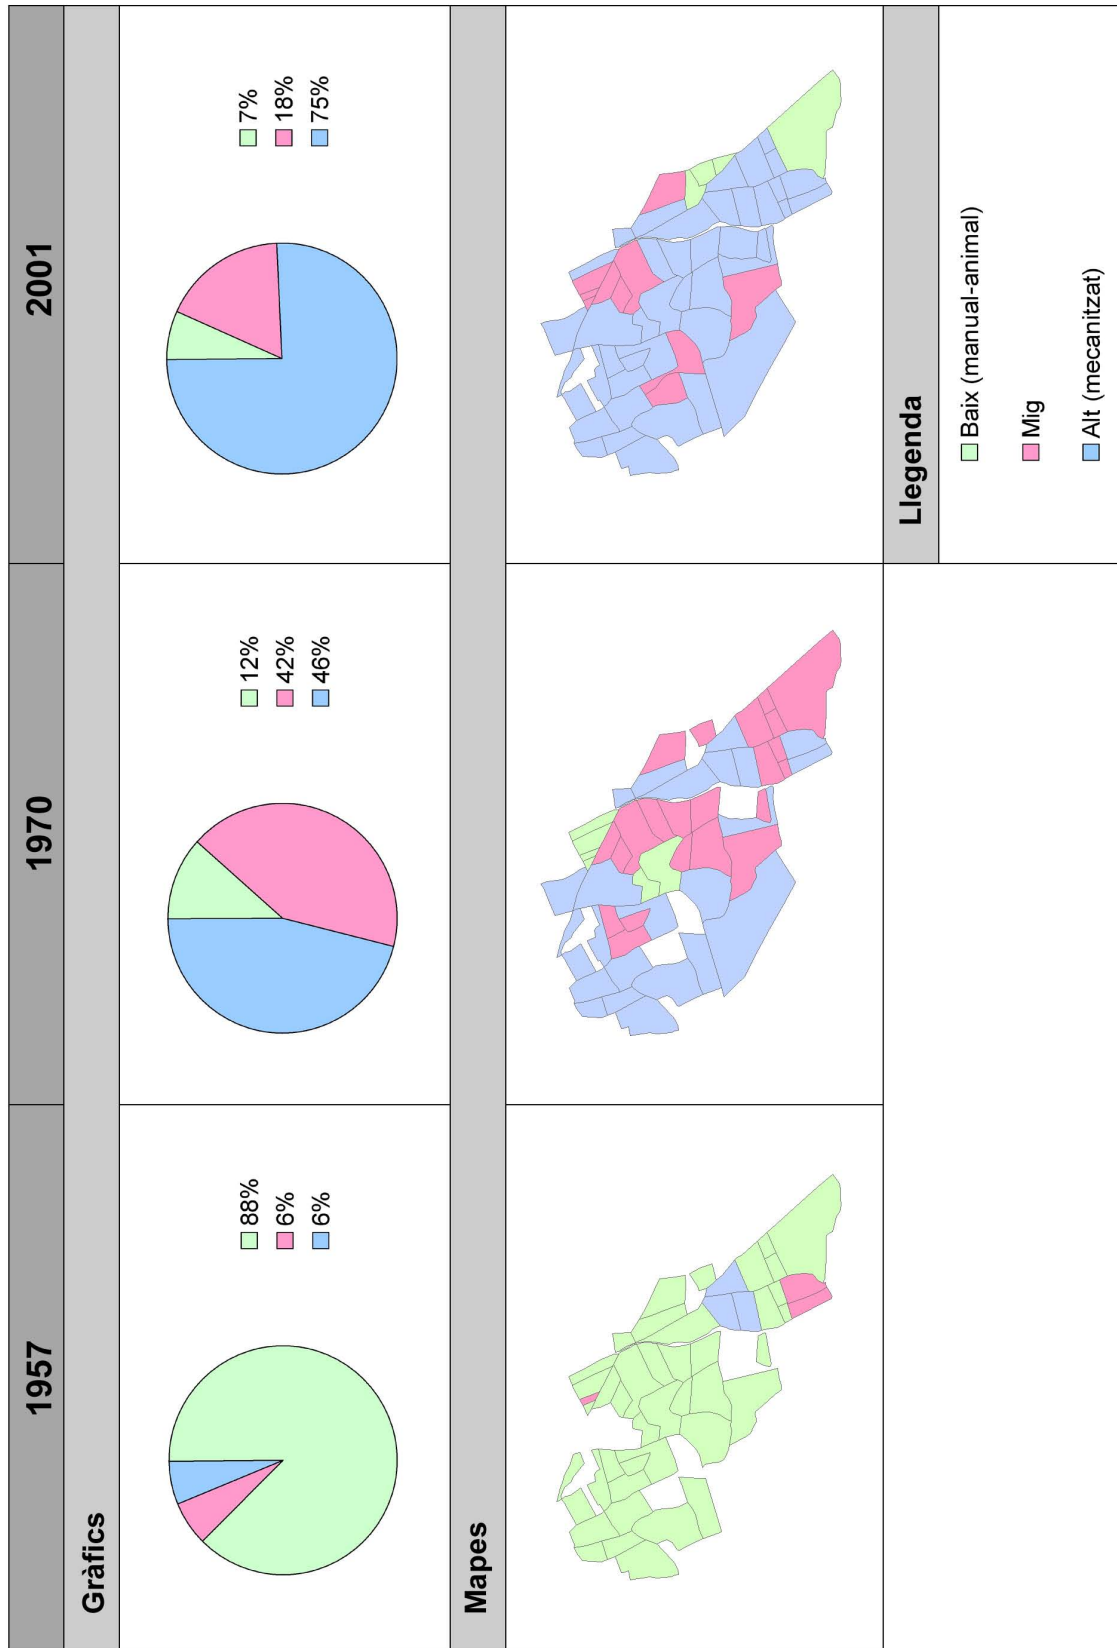 1957
1970
2001
Gràfics
88%
6%
6%
12%
42%
46%
7%
18%
75%
Mapes
Llegenda
Baix (manual-animal)
Mig
Alt (mecanitzat)